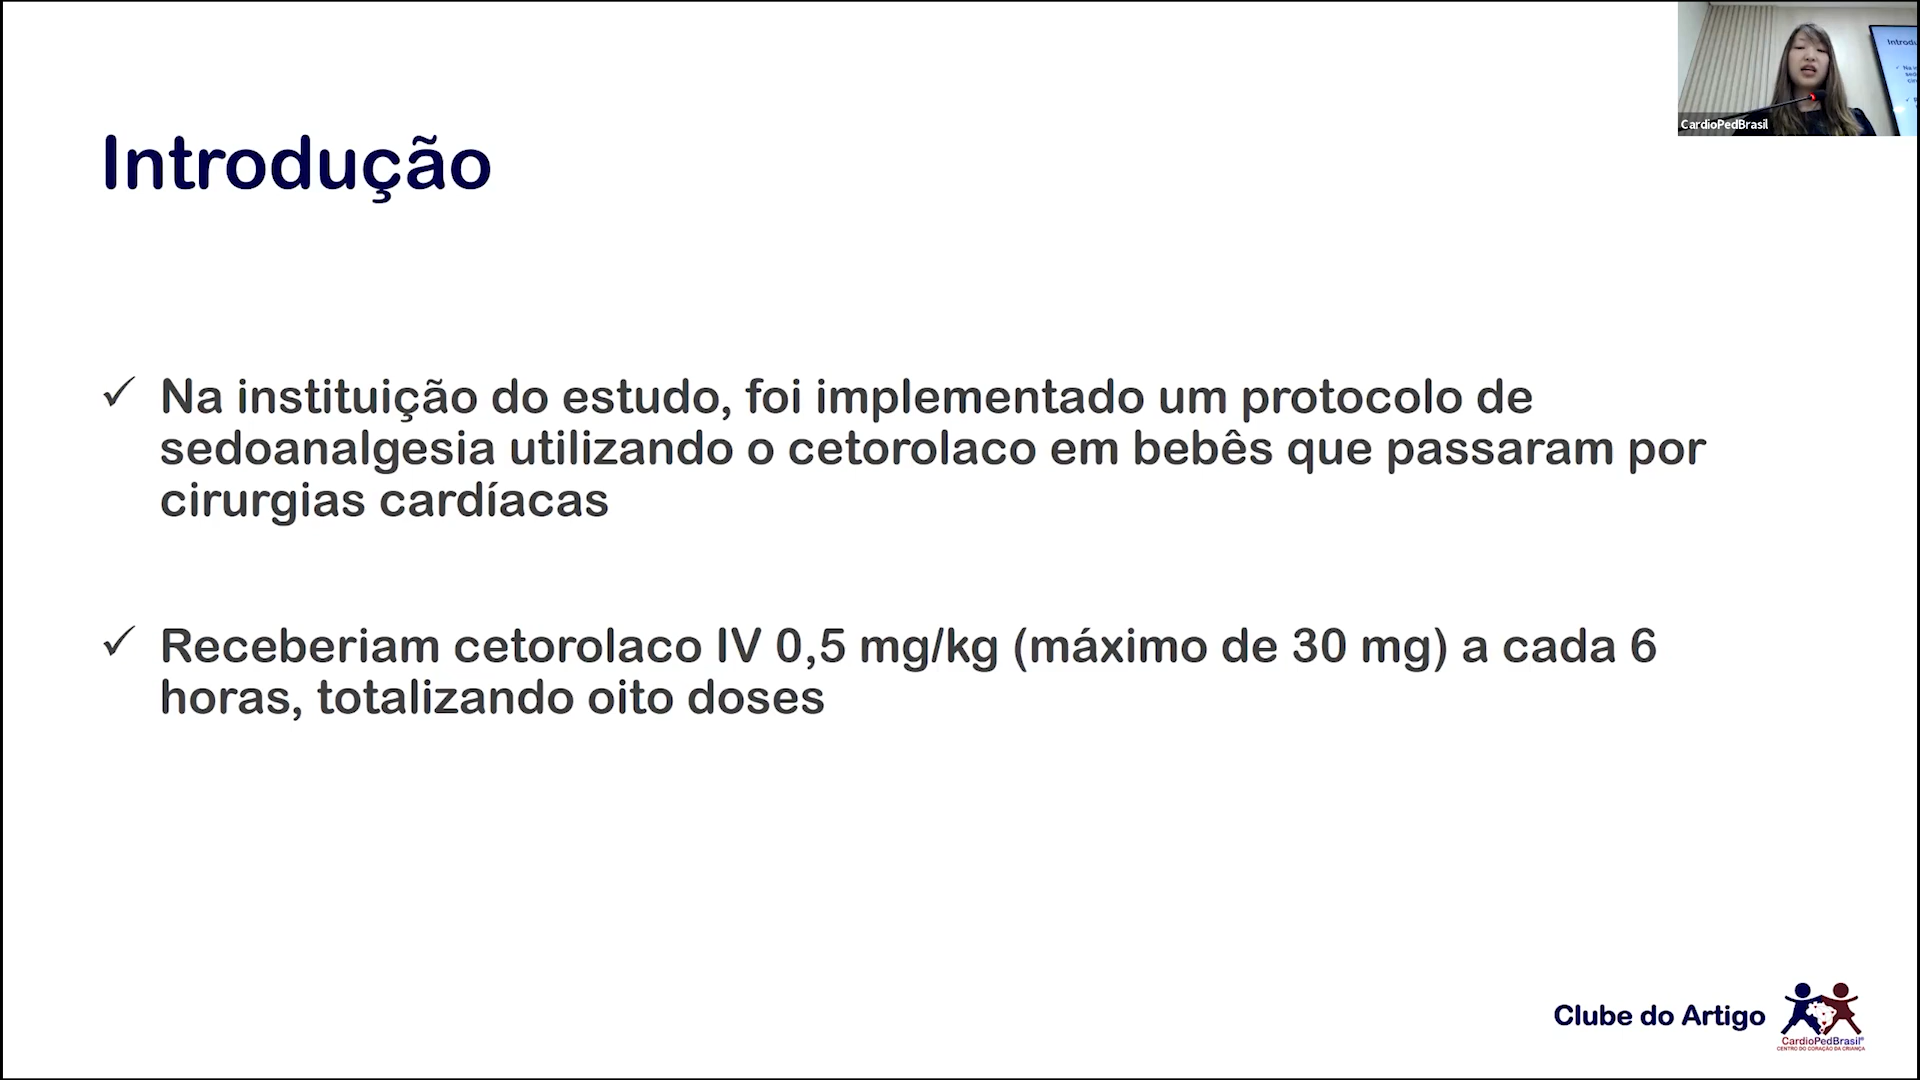 Introdução
CardioPedBrasil
Na instituição do estudo, foi implementado um protocolo de
sedoanalgesia utilizando o cetorolaco em bebês que passaram por
cirurgias cardíacas
Receberiam cetorolaco IV 0,5 mg/kg (máximo de 30 mg) a cada 6
horas, totalizando oito doses
Clube do Artigo
CardioPedBrasil®
CENTRO DO CORAÇÃO DA CRIANÇA